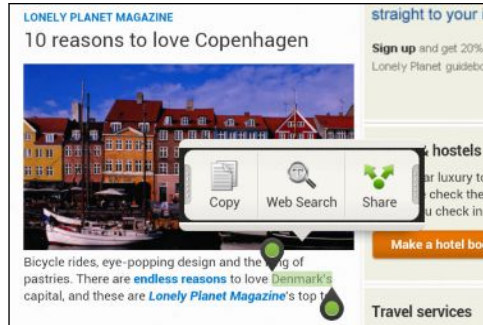 LONELY PLANET MAGAZINE
10 reasons to love Copenhagen
Copy
Web Search
Share
Bicycle rides, eye-popping design and the of
pastries. There are endless reasons to love Denmark's
capital, and these are Lonely Planet Magazine's top
straight to your
Sign up and get 20%
Lonely Planet
hostels
luxury to
check the
check in
Make a hotel
Travel services